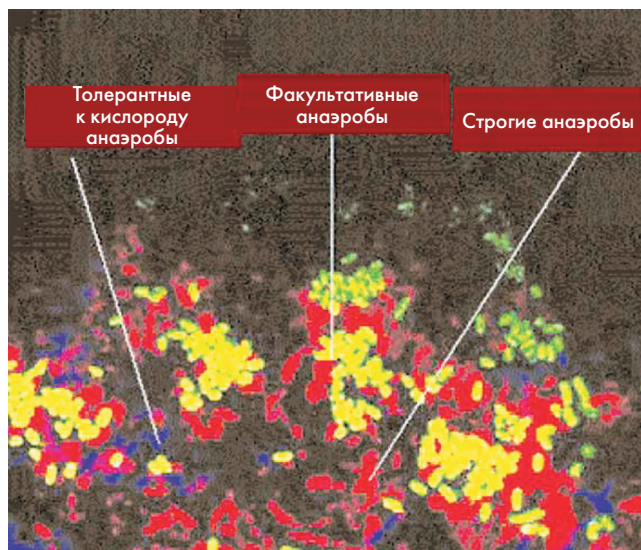 Толерантные
к кислороду
анаэробы
Факультативные
анаэробы
Строгие анаэробы